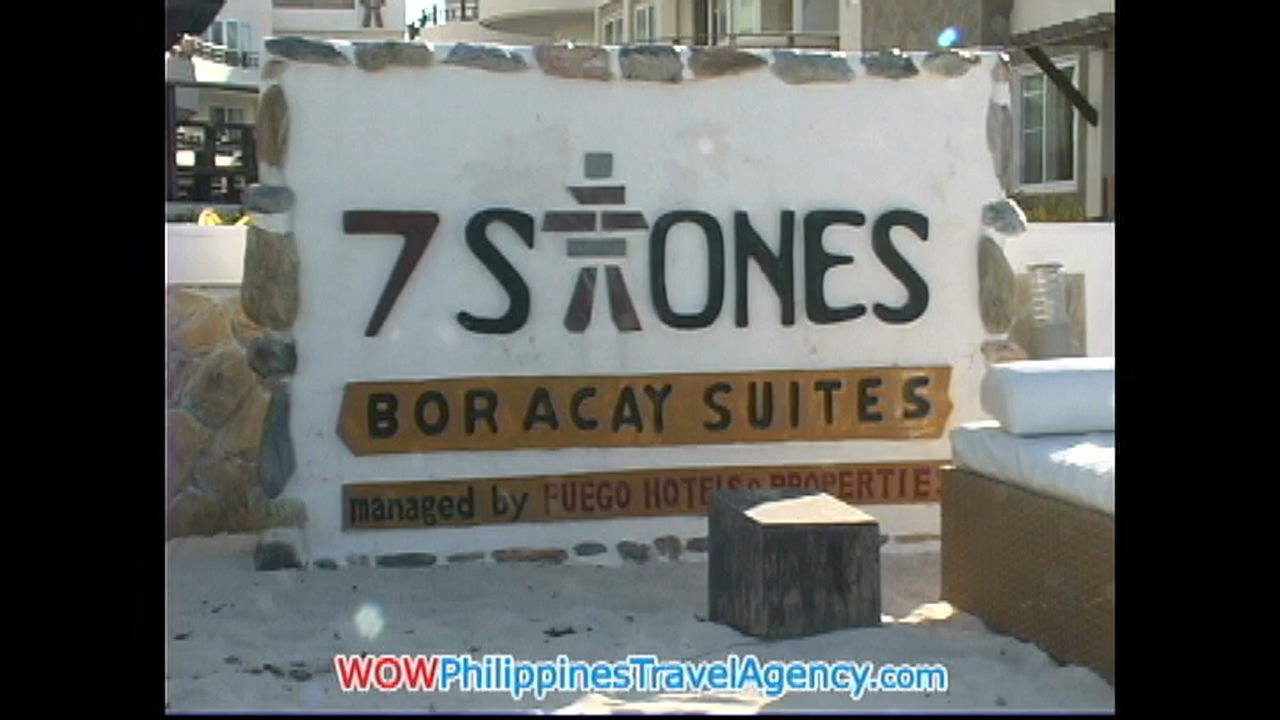 7 STONES
BORACAY SUITES
managed by FUEGO HOTELS & PROPERTIES
WOWPhilippinesTravelAgency.com